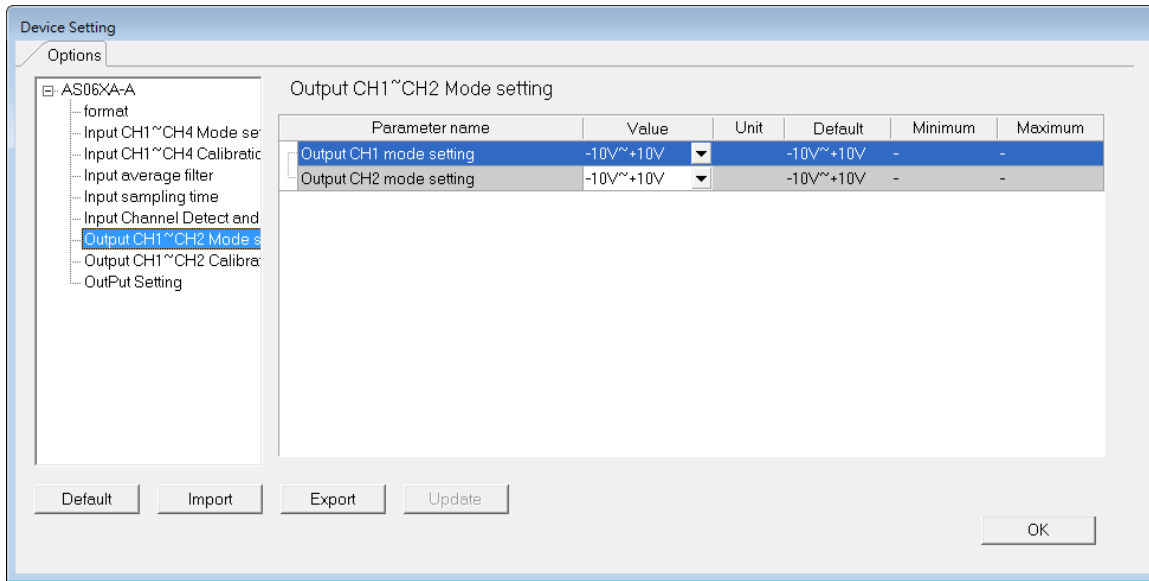 Device Setting
Options
AS06XA-A
format
Input CH1~CH4 Mode set
Input CH1~CH4 Calibratic
Input average filter
Input sampling time
Input Channel Detect and
Output CH1~CH2 Mode s
Output CH1~CH2 Calibrat
OutPut Setting
Output CH1~CH2 Mode setting
Parameter name Value Unit Default Minimum Maximum
Output CH1 mode setting -10V~+10V -10V~+10V - -
Output CH2 mode setting -10V~+10V -10V~+10V - -
Default Import Export Update
OK